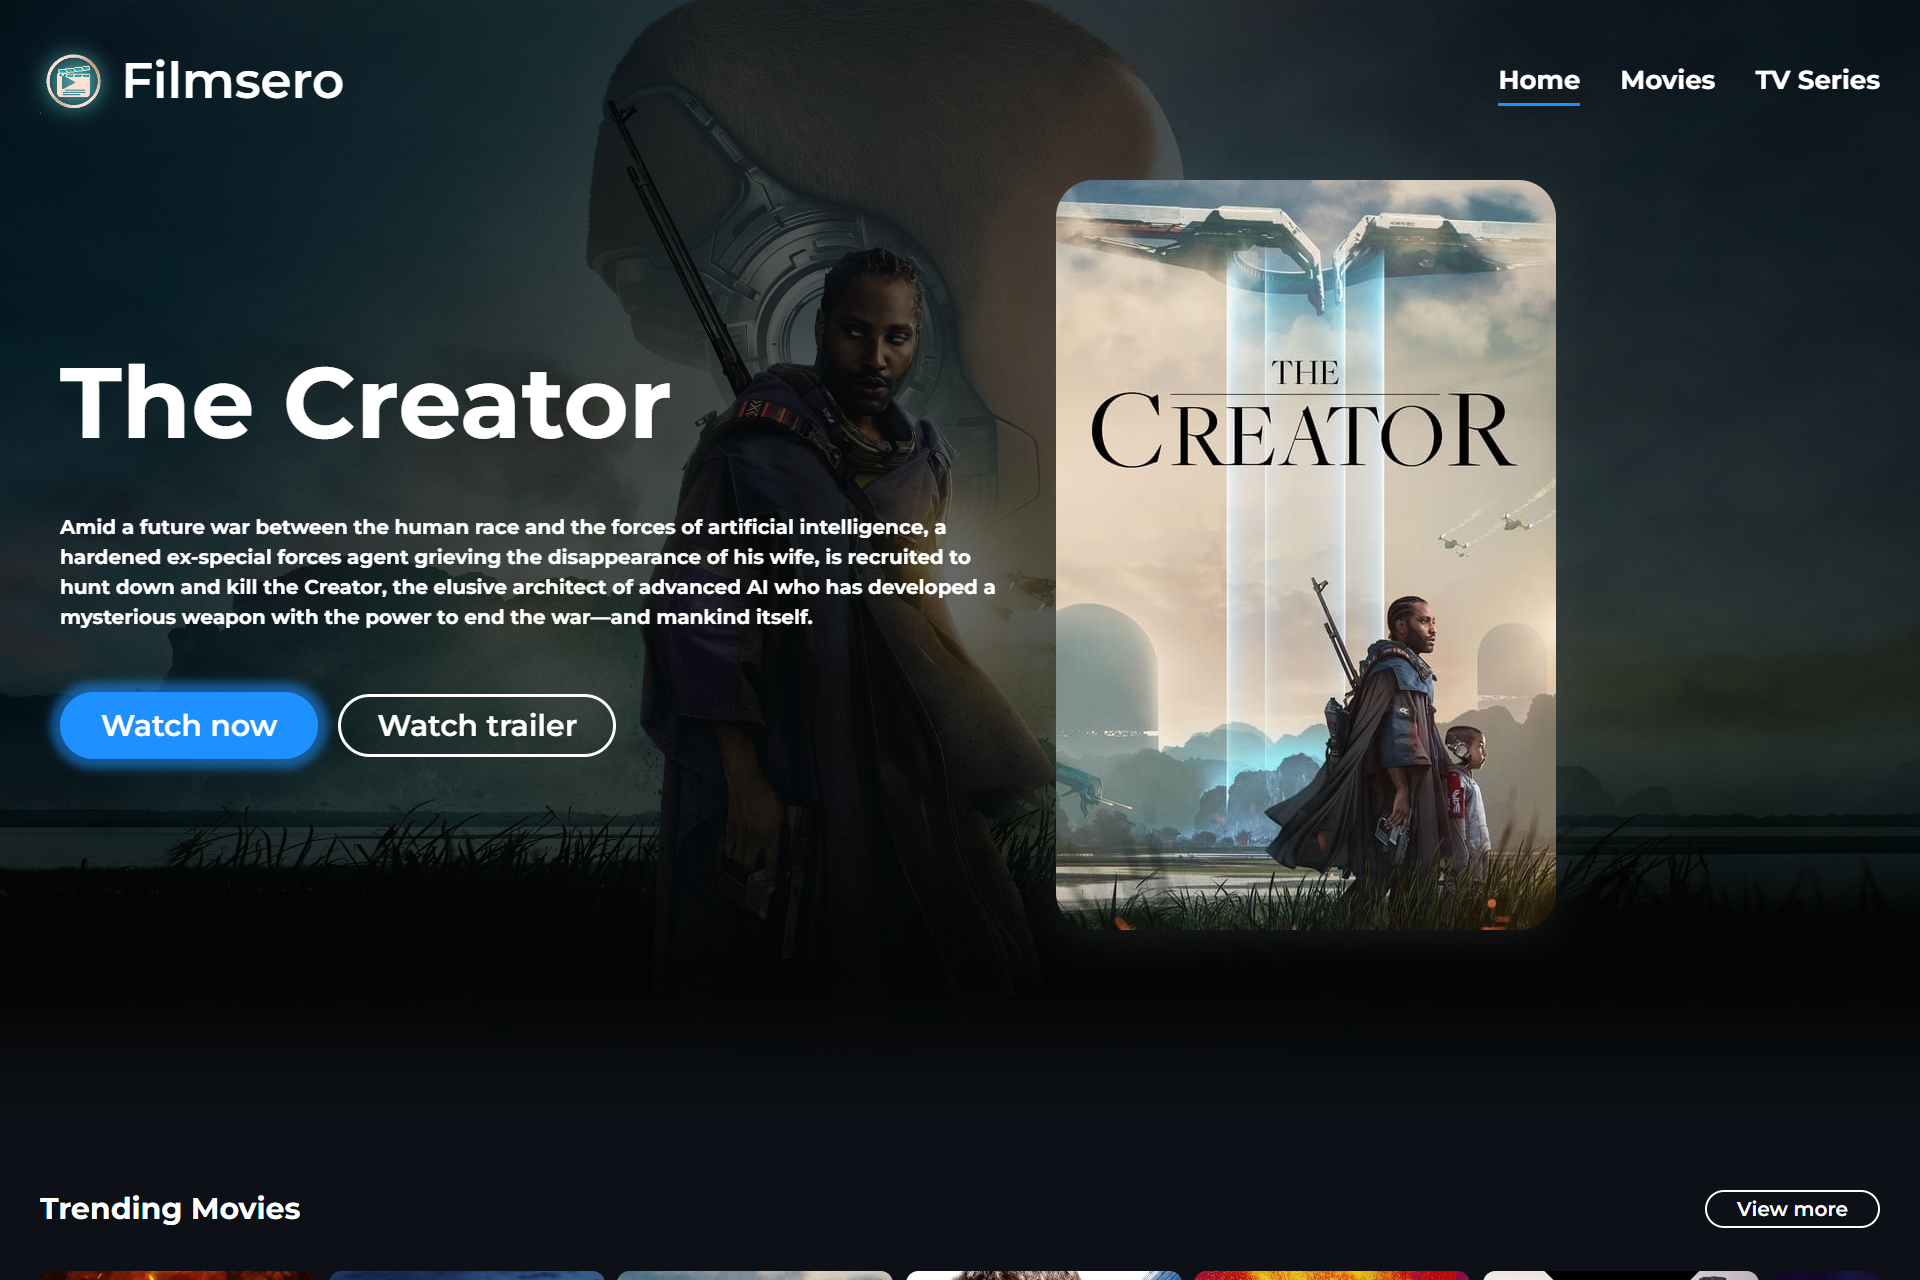 Filmsero
Home
Movies
TV Series
The Creator
Amid a future war between the human race and the forces of artificial intelligence, a
hardened ex-special forces agent grieving the disappearance of his wife, is recruited to
hunt down and kill the Creator, the elusive architect of advanced AI who has developed a
mysterious weapon with the power to end the war—and mankind itself.
Watch now
Watch trailer
THE
CREATOR
Trending Movies
View more